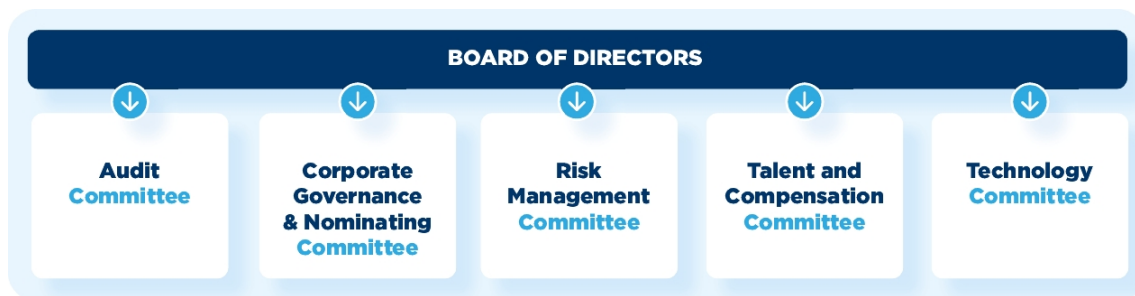 BOARD OF DIRECTORS
Audit
Committee
Corporate
Governance
& Nominating
Committee
Risk
Management
Committee
Talent and
Compensation
Committee
Technology
Committee